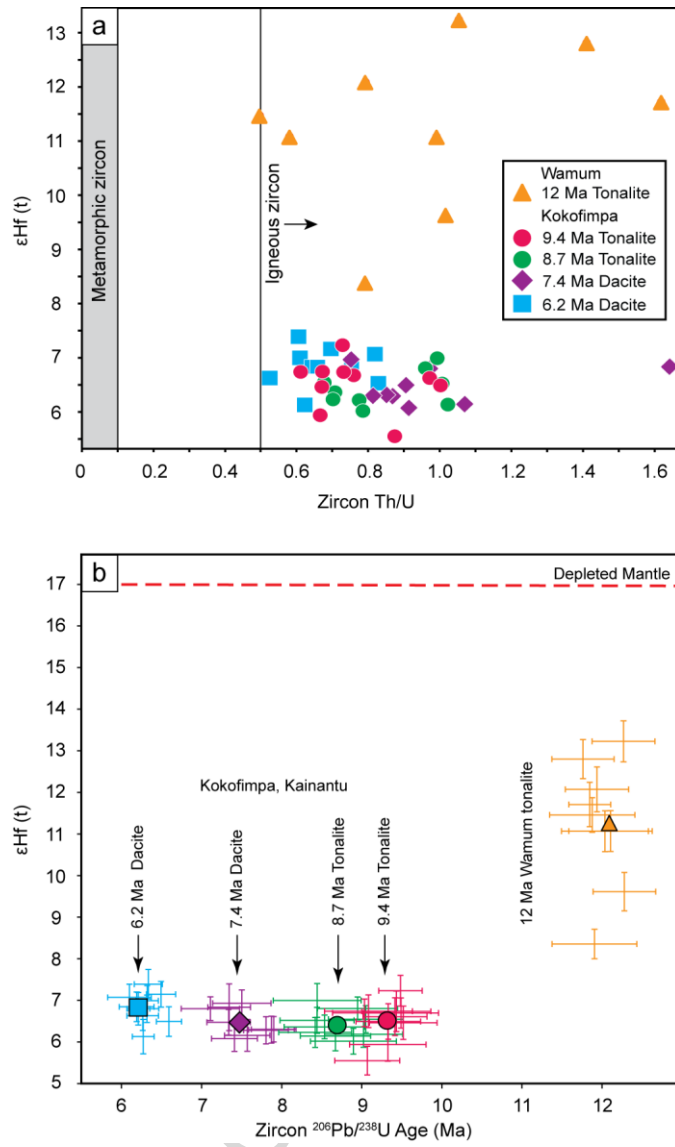 a
13
12
11
10
9
8
7
6
εHf (t)
Metamorphic zircon
Igneous zircon
Wamum
12 Ma Tonalite
Kokofimpa
9.4 Ma Tonalite
8.7 Ma Tonalite
7.4 Ma Dacite
6.2 Ma Dacite
0 0.2 0.4 0.6 0.8 1.0 1.2 1.4 1.6
Zircon Th/U
b
Depleted Mantle
17
16
15
14
13
12
11
10
9
8
7
6
5
εHf (t)
Kokofimpa, Kainantu
6.2 Ma Dacite
7.4 Ma Dacite
8.7 Ma Tonalite
9.4 Ma Tonalite
12 Ma Wamum tonalite
6 7 8 9 10 11 12
Zircon ²⁰⁶Pb/²³⁸U Age (Ma)